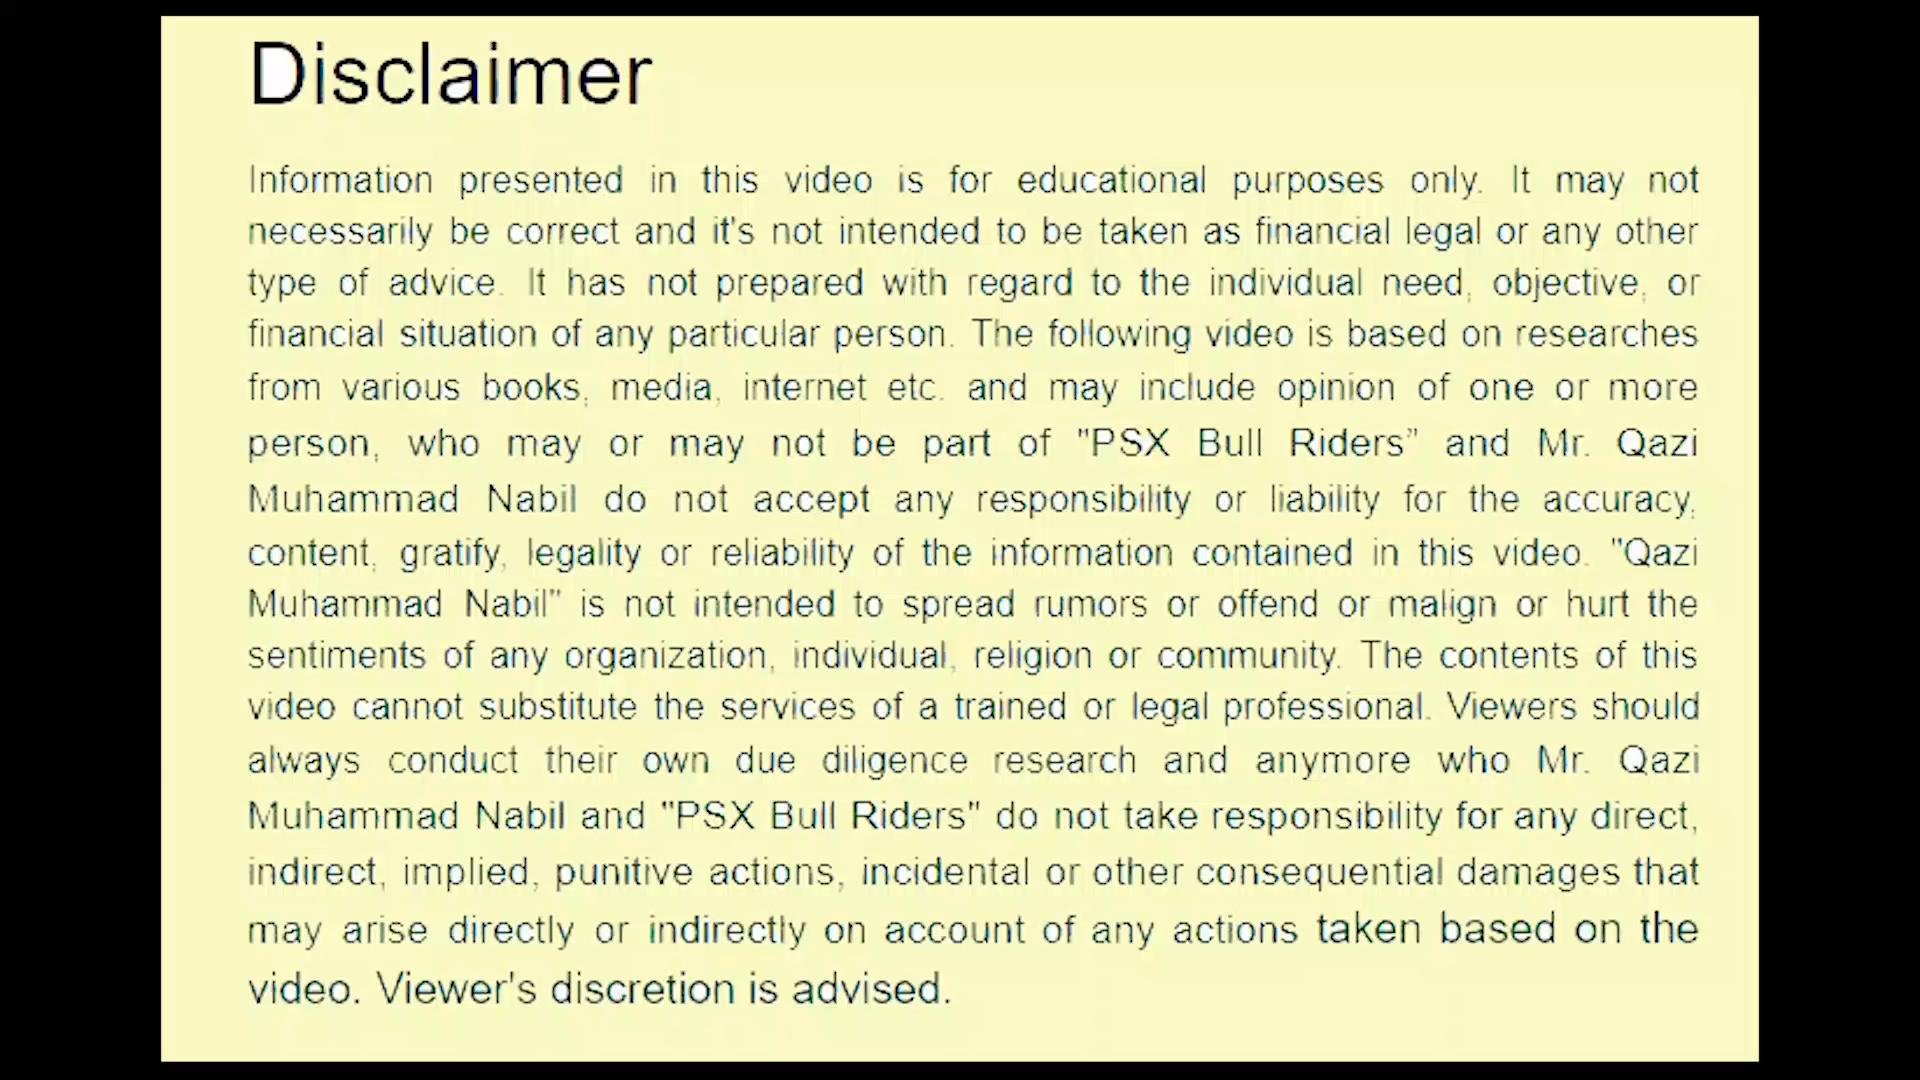 Disclaimer
Information presented in this video is for educational purposes only. It may not
necessarily be correct and it's not intended to be taken as financial legal or any other
type of advice. It has not prepared with regard to the individual need, objective, or
financial situation of any particular person. The following video is based on researches
from various books, media, internet etc. and may include opinion of one or more
person, who may or may not be part of "PSX Bull Riders” and Mr. Qazi
Muhammad Nabil do not accept any responsibility or liability for the accuracy,
content, gratify, legality or reliability of the information contained in this video. "Qazi
Muhammad Nabil” is not intended to spread rumors or offend or malign or hurt the
sentiments of any organization, individual, religion or community. The contents of this
video cannot substitute the services of a trained or legal professional. Viewers should
always conduct their own due diligence research and anymore who Mr. Qazi
Muhammad Nabil and "PSX Bull Riders" do not take responsibility for any direct,
indirect, implied, punitive actions, incidental or other consequential damages that
may arise directly or indirectly on account of any actions taken based on the
video. Viewer's discretion is advised.